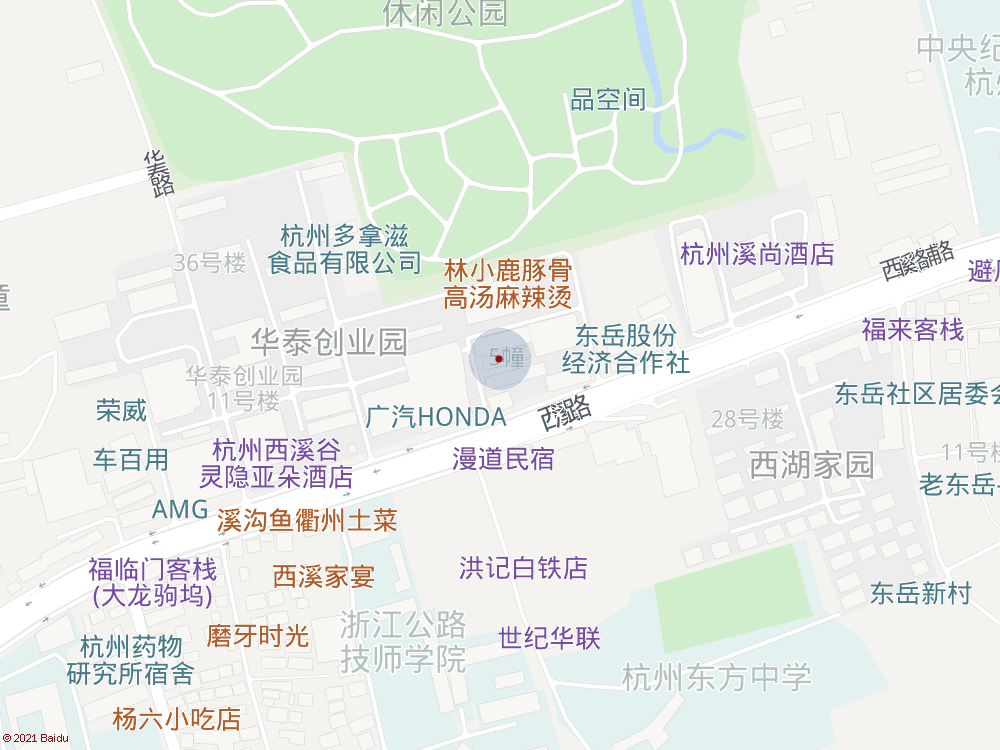 休闲公园
中央纪
杭州
品空间
华泰路
杭州多拿滋
食品有限公司
36号楼
林小鹿豚骨
高汤麻辣烫
杭州溪尚酒店
西溪路辅路
华泰创业园
5幢
东岳股份
经济合作社
福来客栈
华泰创业园
11号楼
东岳社区居委会
荣威
广汽HONDA
西溪路
28号楼
杭州西溪谷
灵隐亚朵酒店
车百用
漫道民宿
西湖家园
11号楼
老东岳
AMG
溪沟鱼衢州土菜
福临门客栈
(大龙驹坞)
西溪家宴
洪记白铁店
东岳新村
磨牙时光
浙江公路
技师学院
世纪华联
杭州药物
研究所宿舍
杭州东方中学
杨六小吃店
© 2021 Baidu